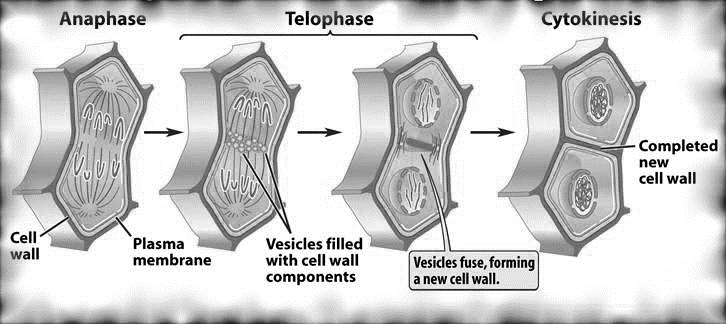 Anaphase
Telophase
Cytokinesis
Cell
wall
Plasma
membrane
Vesicles filled
with cell wall
components
Vesicles fuse, forming
a new cell wall.
Completed
new
cell wall